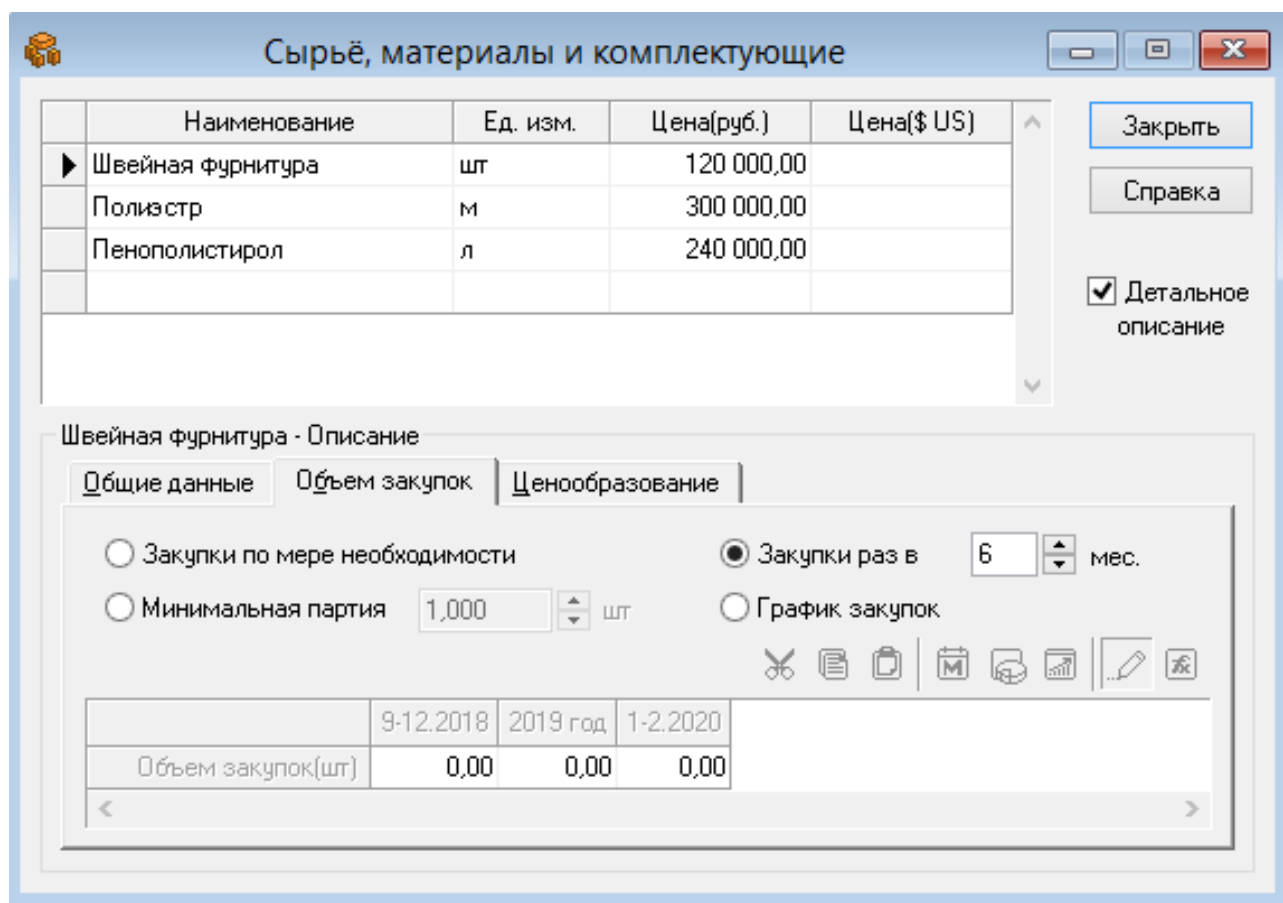 Сырьё, материалы и комплектующие
Наименование Ед. изм. Цена(руб.) Цена($ US)
Закрыть
Швейная фурнитура шт 120 000,00
Справка
Полиэстр м 300 000,00
Пенополистирол л 240 000,00
Детальное
описание
Швейная фурнитура - Описание
Общие данные Объем закупок Ценообразование
Закупки по мере необходимости Закупки раз в 6 мес.
Минимальная партия 1,000 шт График закупок
9-12.2018 2019 год 1-2.2020
Объем закупок(шт) 0,00 0,00 0,00